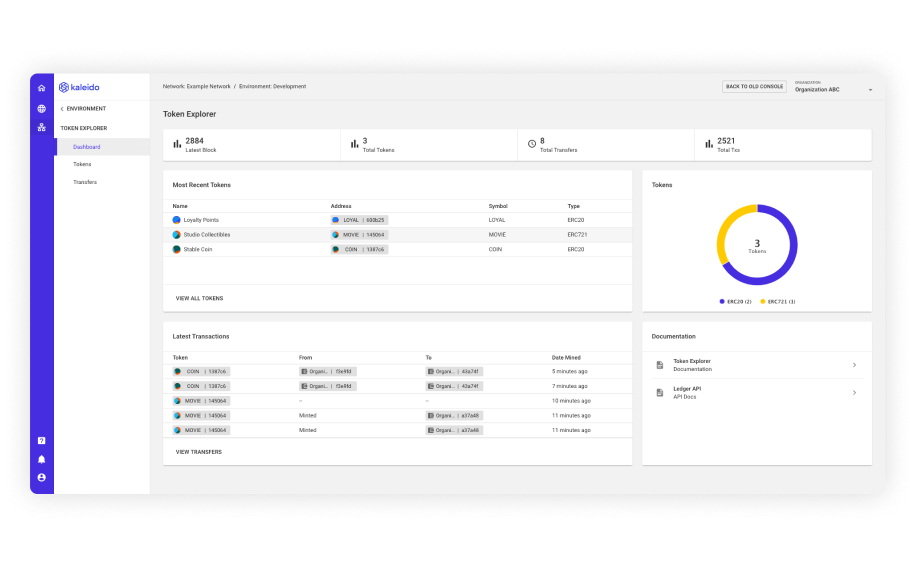 kaleido
Network: Example Network / Environment: Development
BACK TO OLD CONSOLE
ORGANIZATION
Organization ABC
ENVIRONMENT
TOKEN EXPLORER
Dashboard
Tokens
Transfers
Token Explorer
2884
Latest Block
3
Total Tokens
8
Total Transfers
2521
Total Txs
Most Recent Tokens
Name Address Symbol Type
Loyalty Points LOYAL | 600b25 LOYAL ERC20
Studio Collectibles MOVIE | 145064 MOVIE ERC721
Stable Coin COIN | 1387c6 COIN ERC20
VIEW ALL TOKENS
Tokens
3
Tokens
ERC20 (2) ERC721 (1)
Latest Transactions
Token From To Date Mined
COIN | 1387c6 Organi... | f3e9fd Organi... | 43a74f 5 minutes ago
COIN | 1387c6 Organi... | f3e9fd Organi... | 43a74f 7 minutes ago
MOVIE | 145064 – – 10 minutes ago
MOVIE | 145064 Minted Organi... | a37a48 11 minutes ago
MOVIE | 145064 Minted Organi... | a37a48 11 minutes ago
VIEW TRANSFERS
Documentation
Token Explorer
Documentation
Ledger API
API Docs